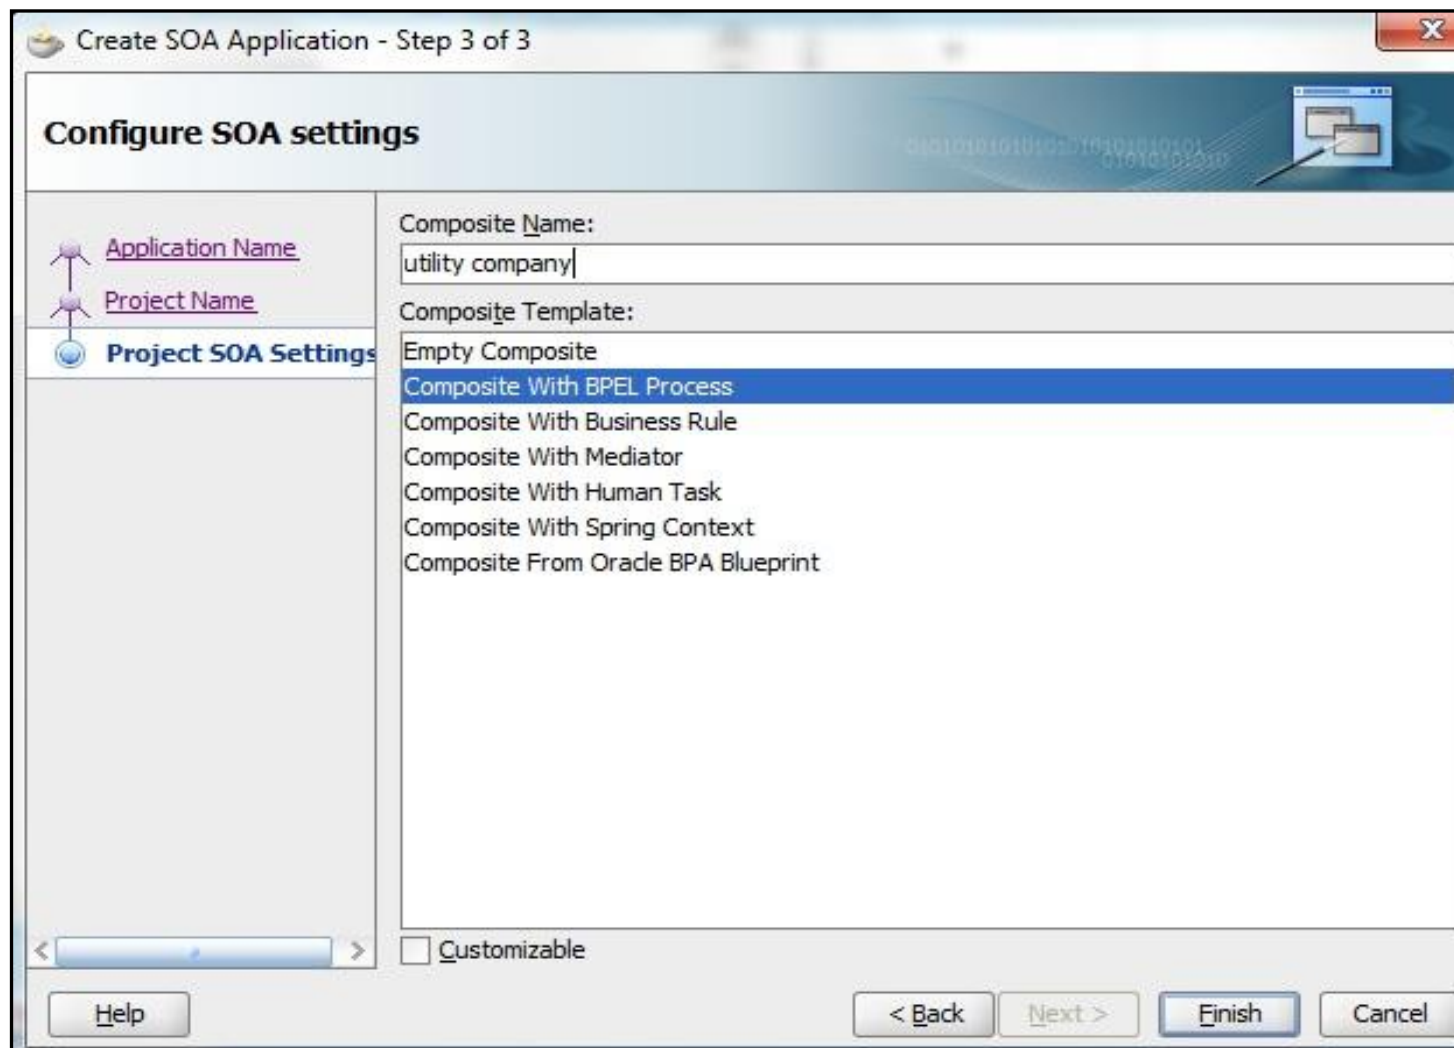 Create SOA Application - Step 3 of 3
Configure SOA settings
Application Name
Project Name
Project SOA Settings
Composite Name:
utility company
Composite Template:
Empty Composite
Composite With BPEL Process
Composite With Business Rule
Composite With Mediator
Composite With Human Task
Composite With Spring Context
Composite From Oracle BPA Blueprint
Customizable
Help
< Back
Next >
Finish
Cancel